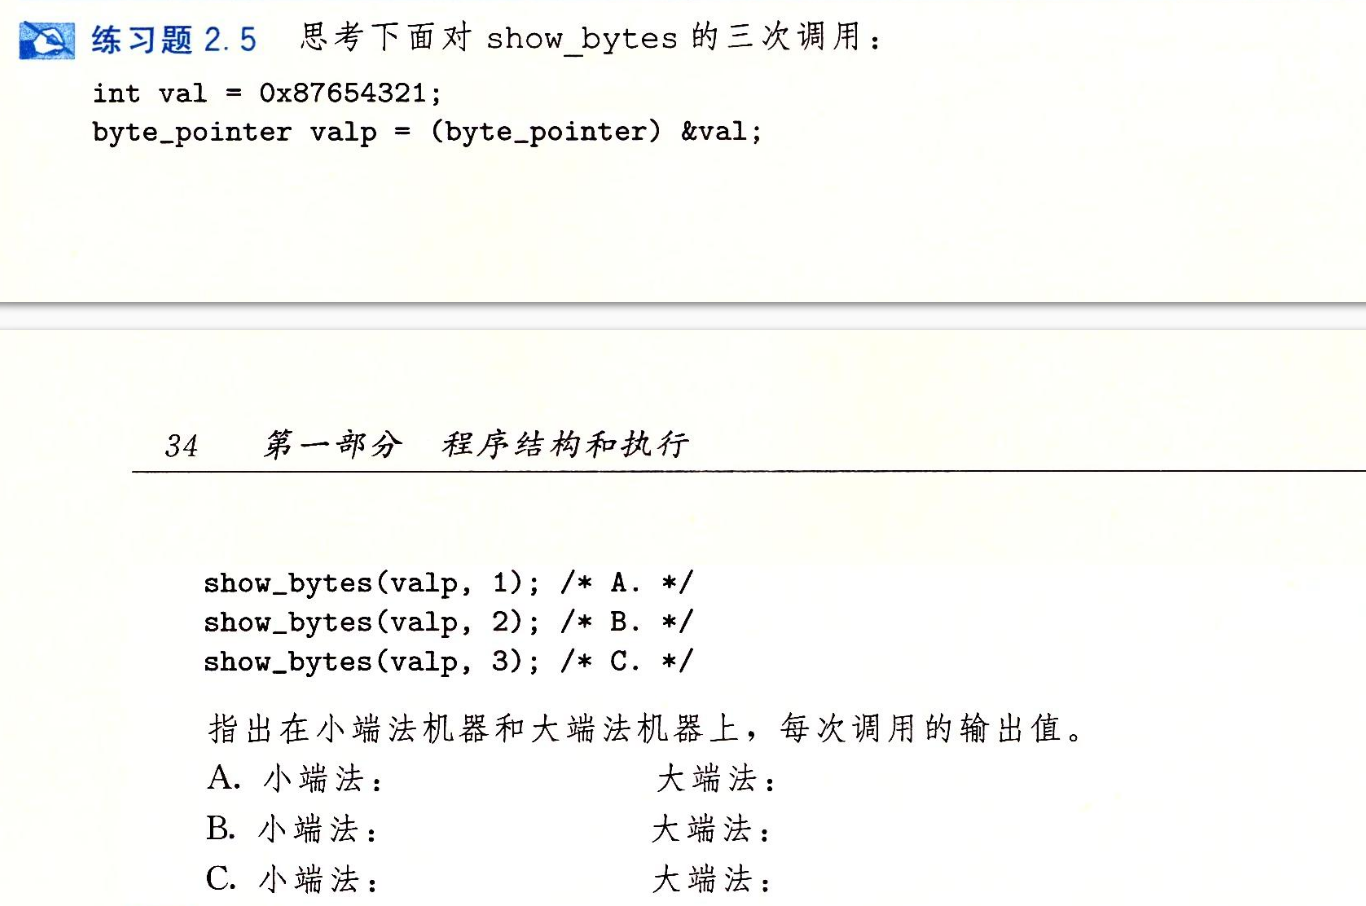 练习题 2.5 思考下面对 show_bytes 的三次调用：
int val = 0x87654321;
byte_pointer valp = (byte_pointer) &val;
34 第一部分 程序结构和执行
show_bytes(valp, 1); /* A. */
show_bytes(valp, 2); /* B. */
show_bytes(valp, 3); /* C. */
指出在小端法机器和大端法机器上，每次调用的输出值。
A. 小端法： 大端法：
B. 小端法： 大端法：
C. 小端法： 大端法：